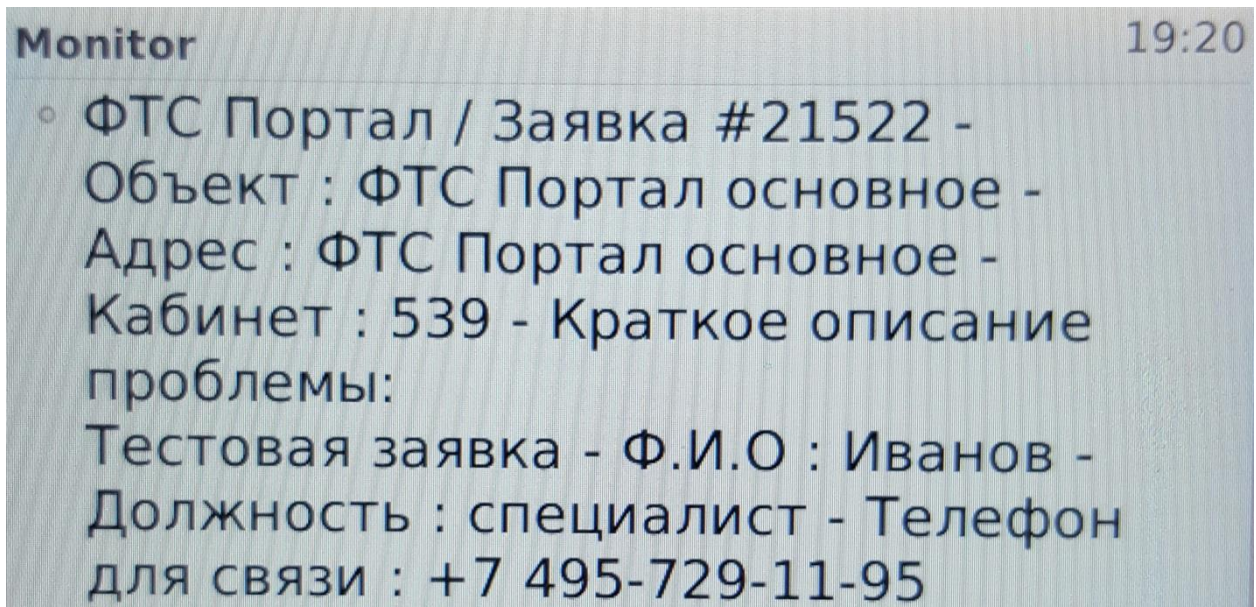 Monitor 19:20
ФТС Портал / Заявка #21522 -
Объект : ФТС Портал основное -
Адрес : ФТС Портал основное -
Кабинет : 539 - Краткое описание
проблемы:
Тестовая заявка - Ф.И.О : Иванов -
Должность : специалист - Телефон
для связи : +7 495-729-11-95